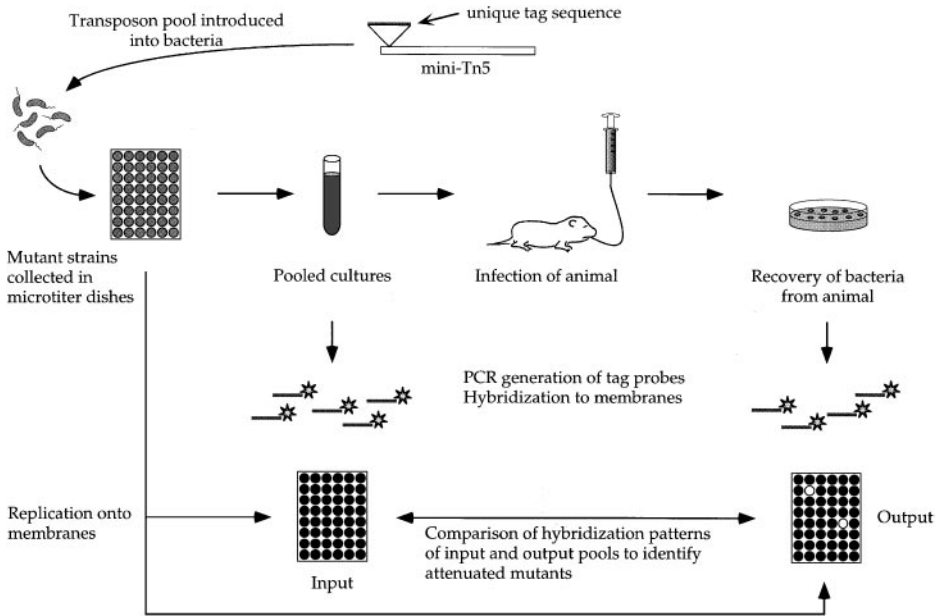 Transposon pool introduced
into bacteria
unique tag sequence
mini-Tn5
Mutant strains
collected in
microtiter dishes
Pooled cultures
Infection of animal
Recovery of bacteria
from animal
PCR generation of tag probes
Hybridization to membranes
Replication onto
membranes
Input
Comparison of hybridization patterns
of input and output pools to identify
attenuated mutants
Output